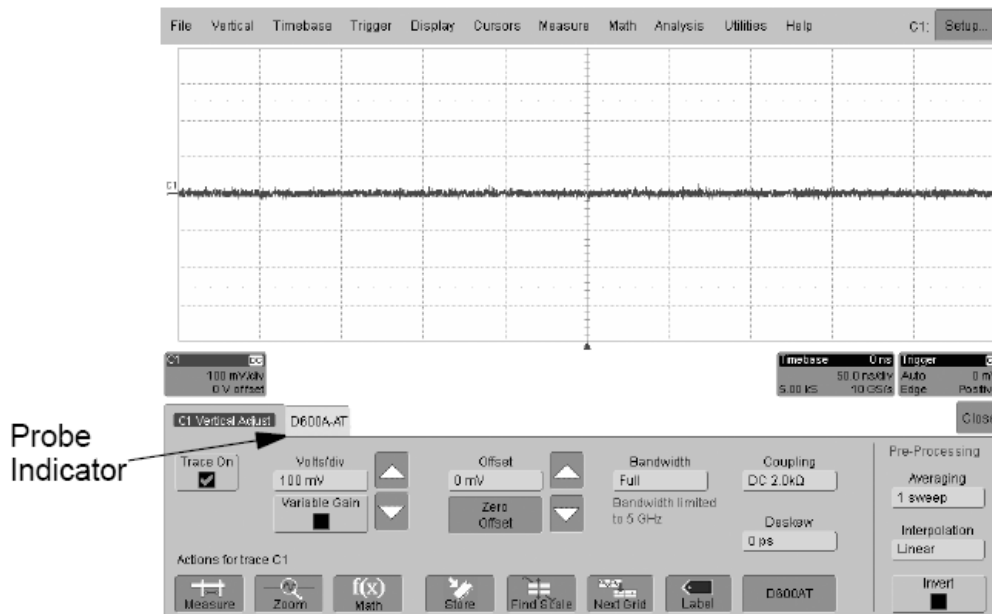 File Vertical Timebase Trigger Display Cursors Measure Math Analysis Utilities Help C1: Setup...
C1
C1 DC
100 mV/div
0 V offset
Timebase 0 ns
50.0 ns/div
5.00 kS 10 GS/s
Trigger
Auto 0 m
Edge Positiv
C1 Vertical Adjust D600A-AT
Close
Probe
Indicator
Trace On
Volts/div
100 mV
Variable Gain
Offset
0 mV
Zero
Offset
Bandwidth
Full
Bandwidth limited
to 5 GHz
Coupling
DC 2.0kΩ
Deskew
0 ps
Pre-Processing
Averaging
1 sweep
Interpolation
Linear
Invert
Actions for trace C1
Measure
Zoom
f(x)
Math
Store
Find Scale
Next Grid
Label
D600AT